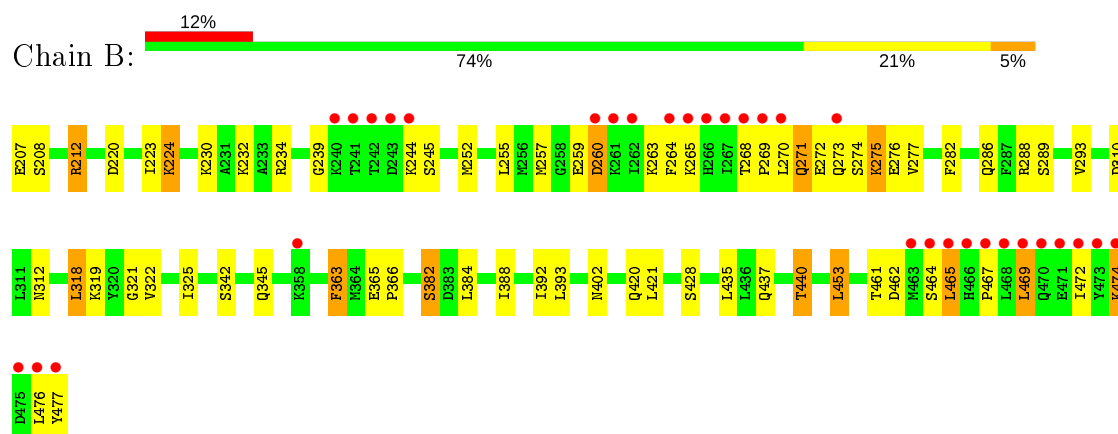 12%
Chain B:
74% 21% 5%
E207 S208 R212 D220 I223 K224 K230 A231 K232 A233 R234 G239 K240 T241 T242 D243 K244 S245 M252 L255 M256 M257 G258 E259 D260 K261 I262 K263 F264 K265 H266 I267 T268 P269 L270 Q271 E272 Q273 S274 K275 E276 V277 F282 Q286 F287 R288 S289 V293 D310
L311 N312 L318 K319 Y320 G321 V322 I325 S342 Q345 K358 F363 M364 E365 P366 S382 D383 L384 I388 I392 L393 N402 Q420 L421 S428 L435 L436 Q437 T440 L453 T461 D462 M463 S464 L465 H466 P467 L468 L469 Q470 E471 I472 Y473 K474
D475 L476 Y477